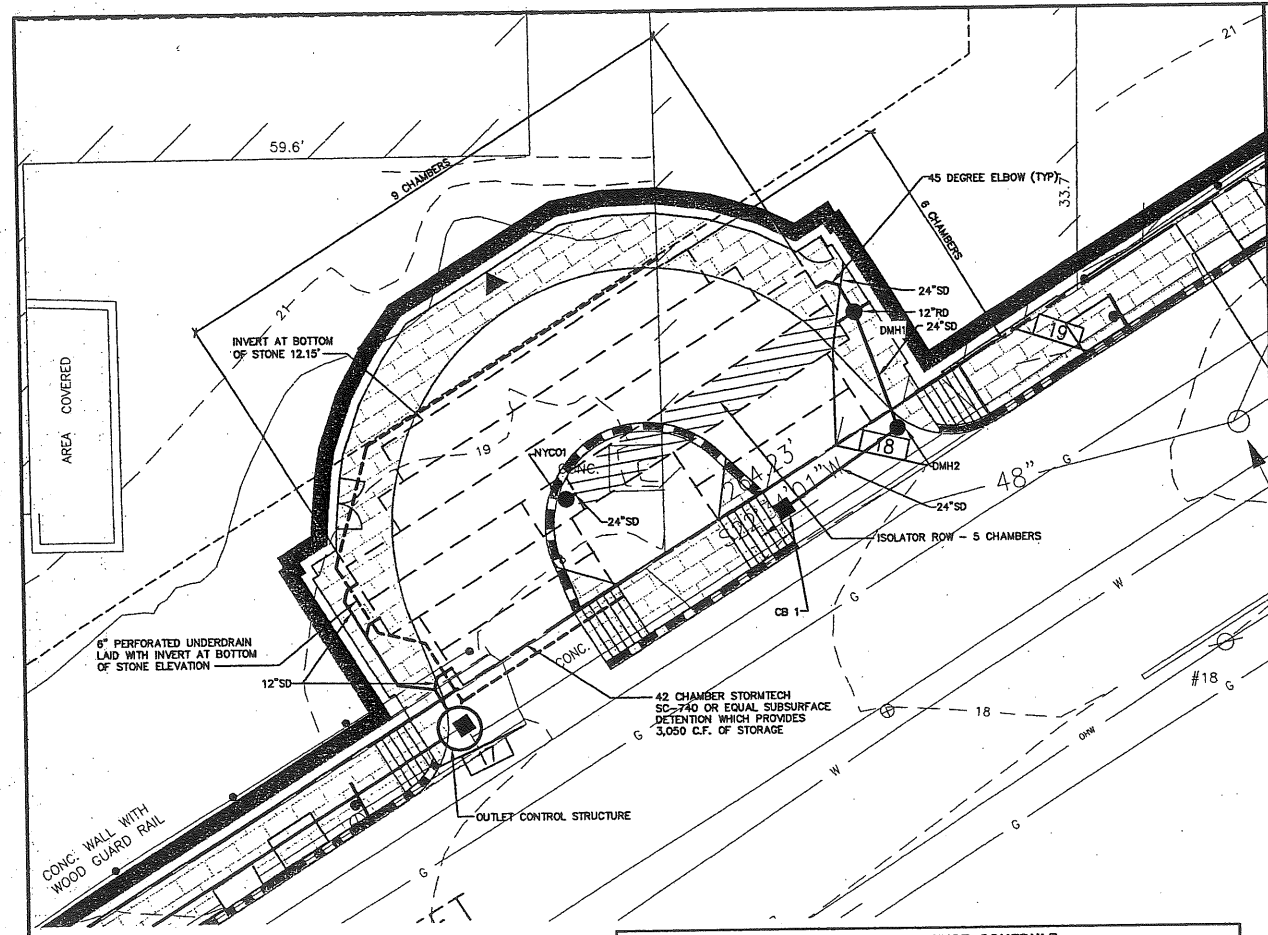 21
59.6'
9 CHAMBERS
45 DEGREE ELBOW (TYP)
33.7
6 CHAMBERS
21
24"SD
12"RD
DMH1
24"SD
19
INVERT AT BOTTOM
OF STONE 12.15'
AREA COVERED
19
NYCO1
CONC.
24"SD
18
DMH2
48"
G
24"SD
ISOLATOR ROW - 5 CHAMBERS
CB 1
G
W
6" PERFORATED UNDERDRAIN
LAID WITH INVERT AT BOTTOM
OF STONE ELEVATION
12"SD
CONC.
42 CHAMBER STORMTECH
SC-740 OR EQUAL SUBSURFACE
DETENTION WHICH PROVIDES
3,050 C.F. OF STORAGE
G
W
#18
G
18
OHW
17
OUTLET CONTROL STRUCTURE
W
G
G
CONC. WALL WITH
WOOD GUARD RAIL